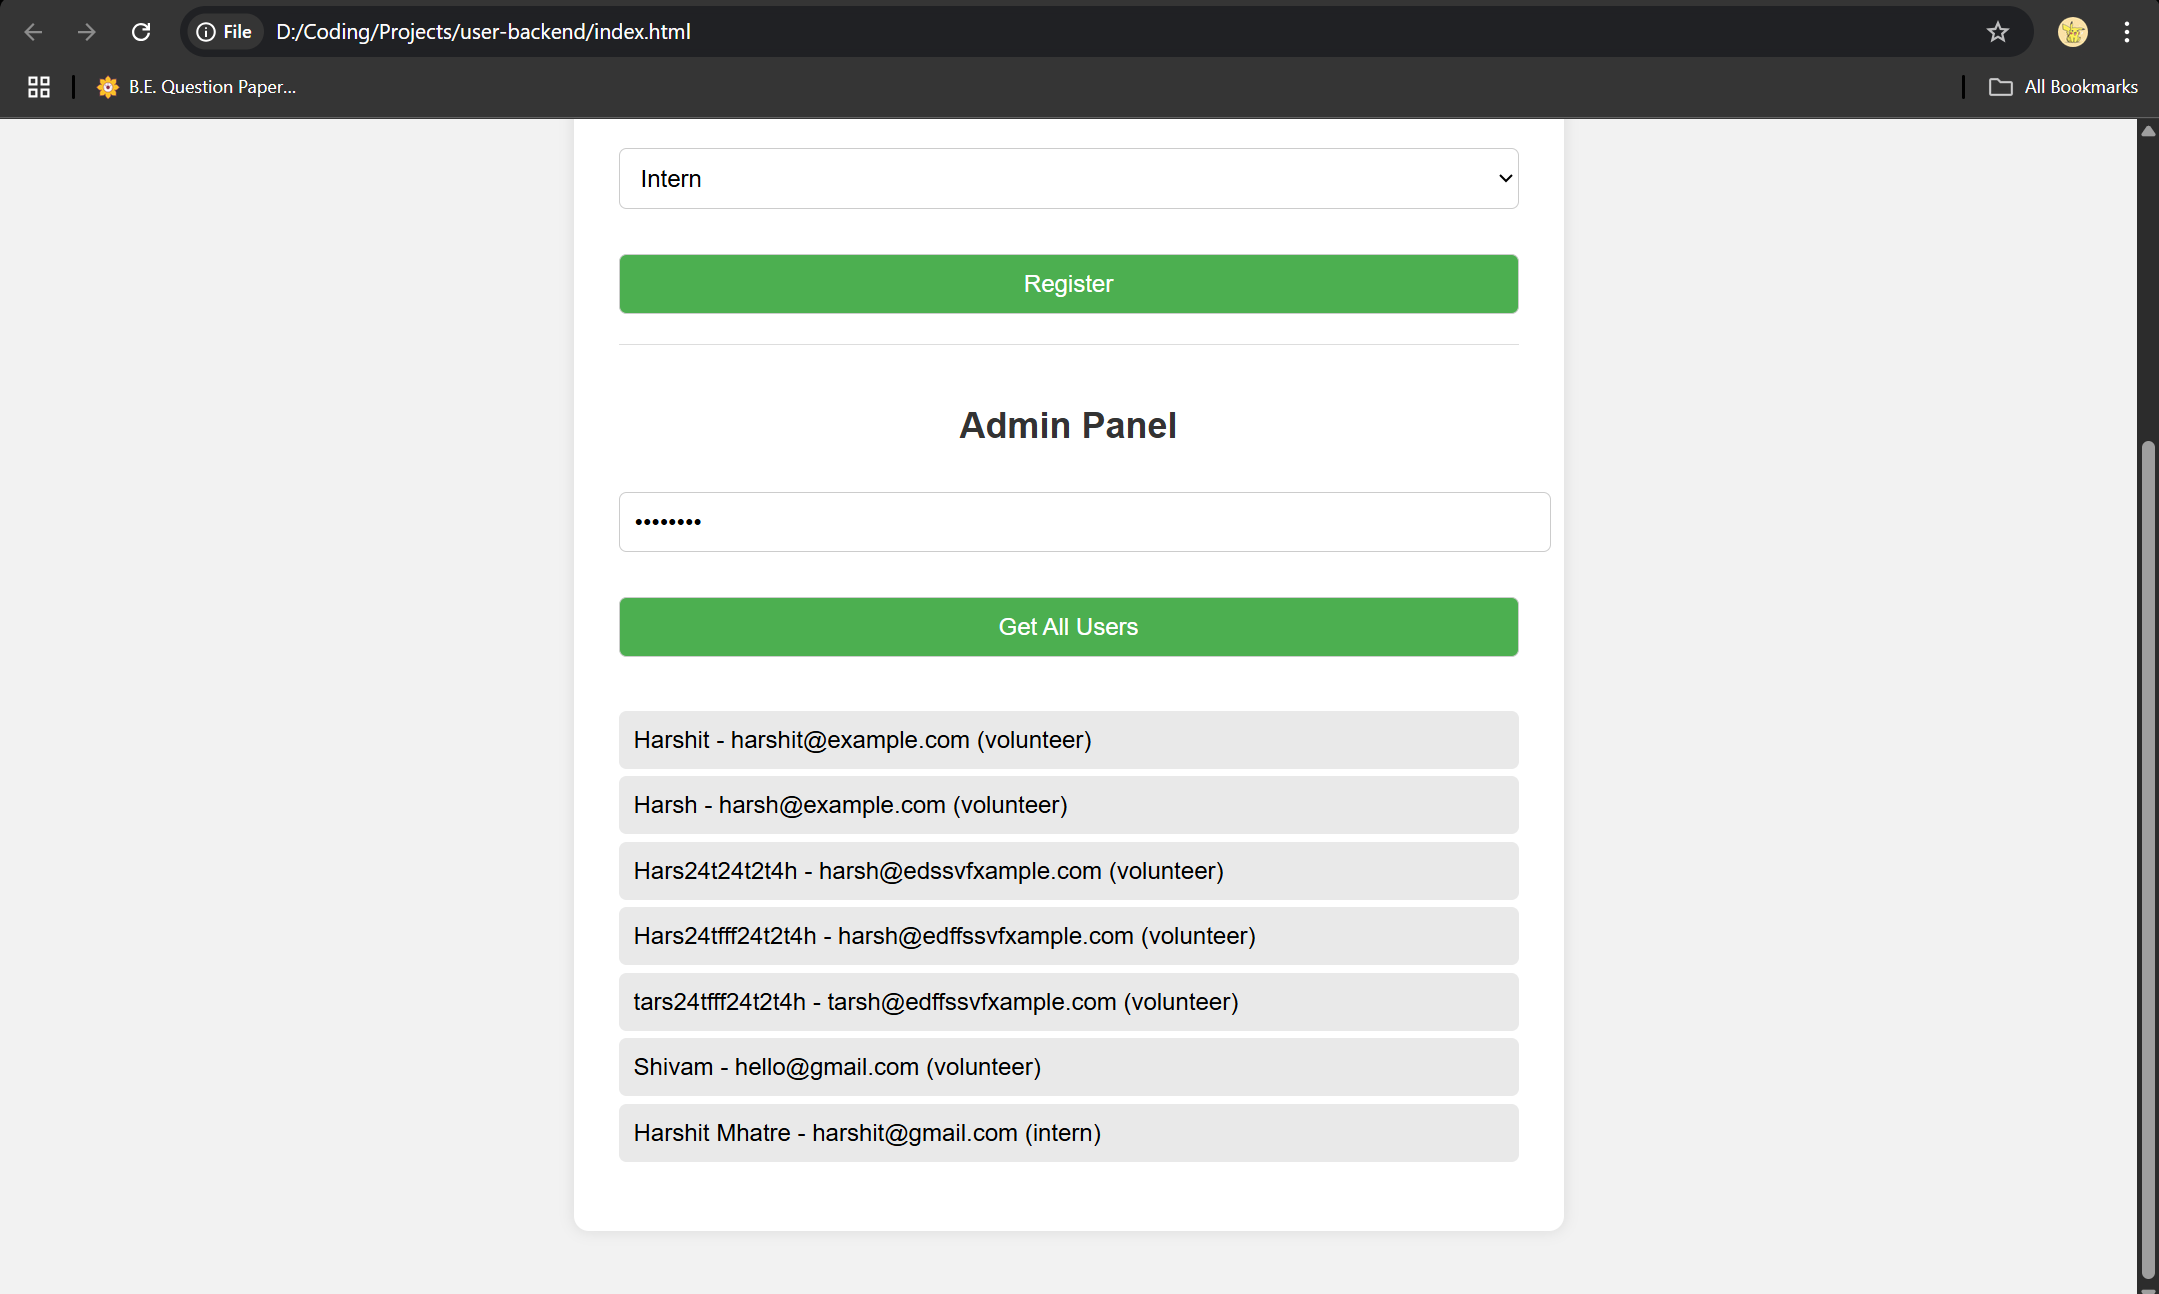 File D:/Coding/Projects/user-backend/index.html
B.E. Question Paper... All Bookmarks
Intern
Register
Admin Panel
••••••••
Get All Users
Harshit - harshit@example.com (volunteer)
Harsh - harsh@example.com (volunteer)
Hars24t24t2t4h - harsh@edssvfxample.com (volunteer)
Hars24tfff24t2t4h - harsh@edffssvfxample.com (volunteer)
tars24tfff24t2t4h - tarsh@edffssvfxample.com (volunteer)
Shivam - hello@gmail.com (volunteer)
Harshit Mhatre - harshit@gmail.com (intern)